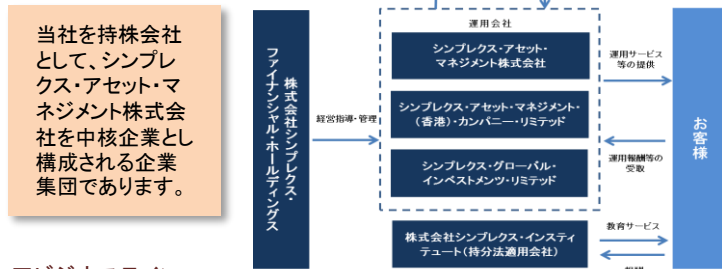 当社を持株会社
として、シンプレ
クス・アセット・マ
ネジメント株式会
社を中核企業とし
構成される企業
集団であります。
株式会社シンプレクス・
ファイナンシャル・ホールディングス
経営指導・管理
運用会社
シンプレクス・アセット・
マネジメント株式会社
シンプレクス・アセット・マネジメント・
(香港)・カンパニー・リミテッド
シンプレクス・グローバル・
インベストメンツ・リミテッド
株式会社シンプレクス・インスティ
テュート(持分法適用会社)
運用サービス
等の提供
運用報酬等の
受取
教育サービス
お客様